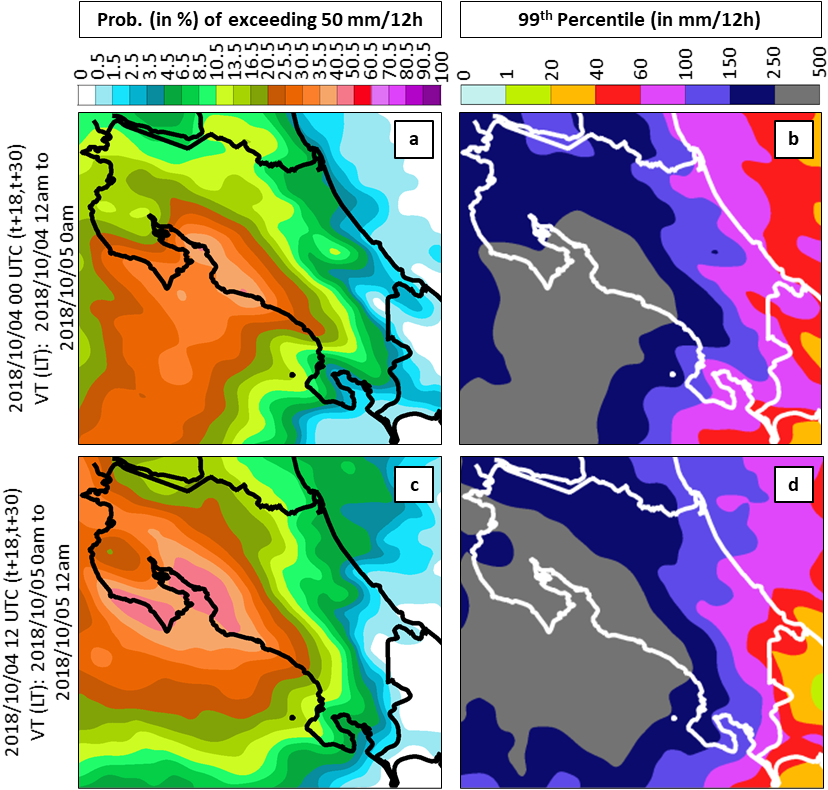 Prob. (in %) of exceeding 50 mm/12h
99th Percentile (in mm/12h)
0 0.5 1.5 2.5 3.5 4.5 6.5 8.5 10.5 13.5 16.5 20.5 25.5 30.5 35.5 40.5 50.5 60.5 70.5 80.5 90.5 100
0 1 20 40 60 100 150 250 500
2018/10/04 00 UTC (t+18,t+30)
VT (LT): 2018/10/04 12am to
2018/10/05 0am
a
b
2018/10/04 12 UTC (t+18,t+30)
VT (LT): 2018/10/05 0am to
2018/10/05 12am
c
d